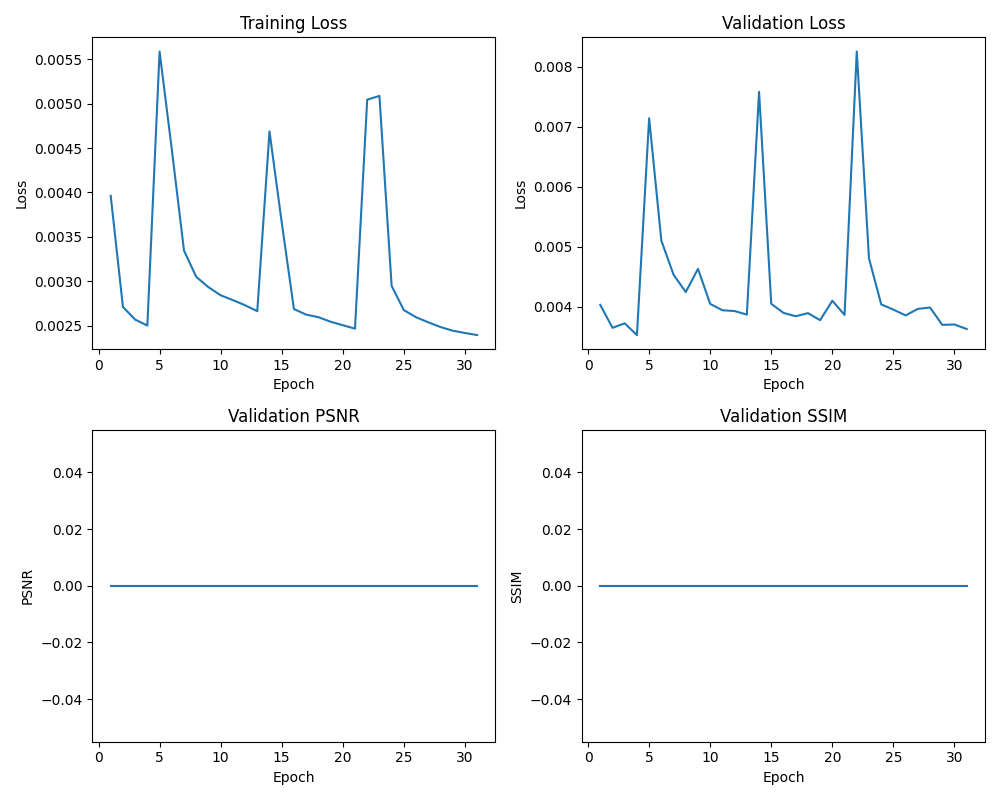 Training Loss
0.0055
0.0050
0.0045
0.0040
0.0035
0.0030
0.0025
Loss
0 5 10 15 20 25 30
Epoch
Validation Loss
0.008
0.007
0.006
0.005
0.004
Loss
0 5 10 15 20 25 30
Epoch
Validation PSNR
0.04
0.02
0.00
−0.02
−0.04
PSNR
0 5 10 15 20 25 30
Epoch
Validation SSIM
0.04
0.02
0.00
−0.02
−0.04
SSIM
0 5 10 15 20 25 30
Epoch